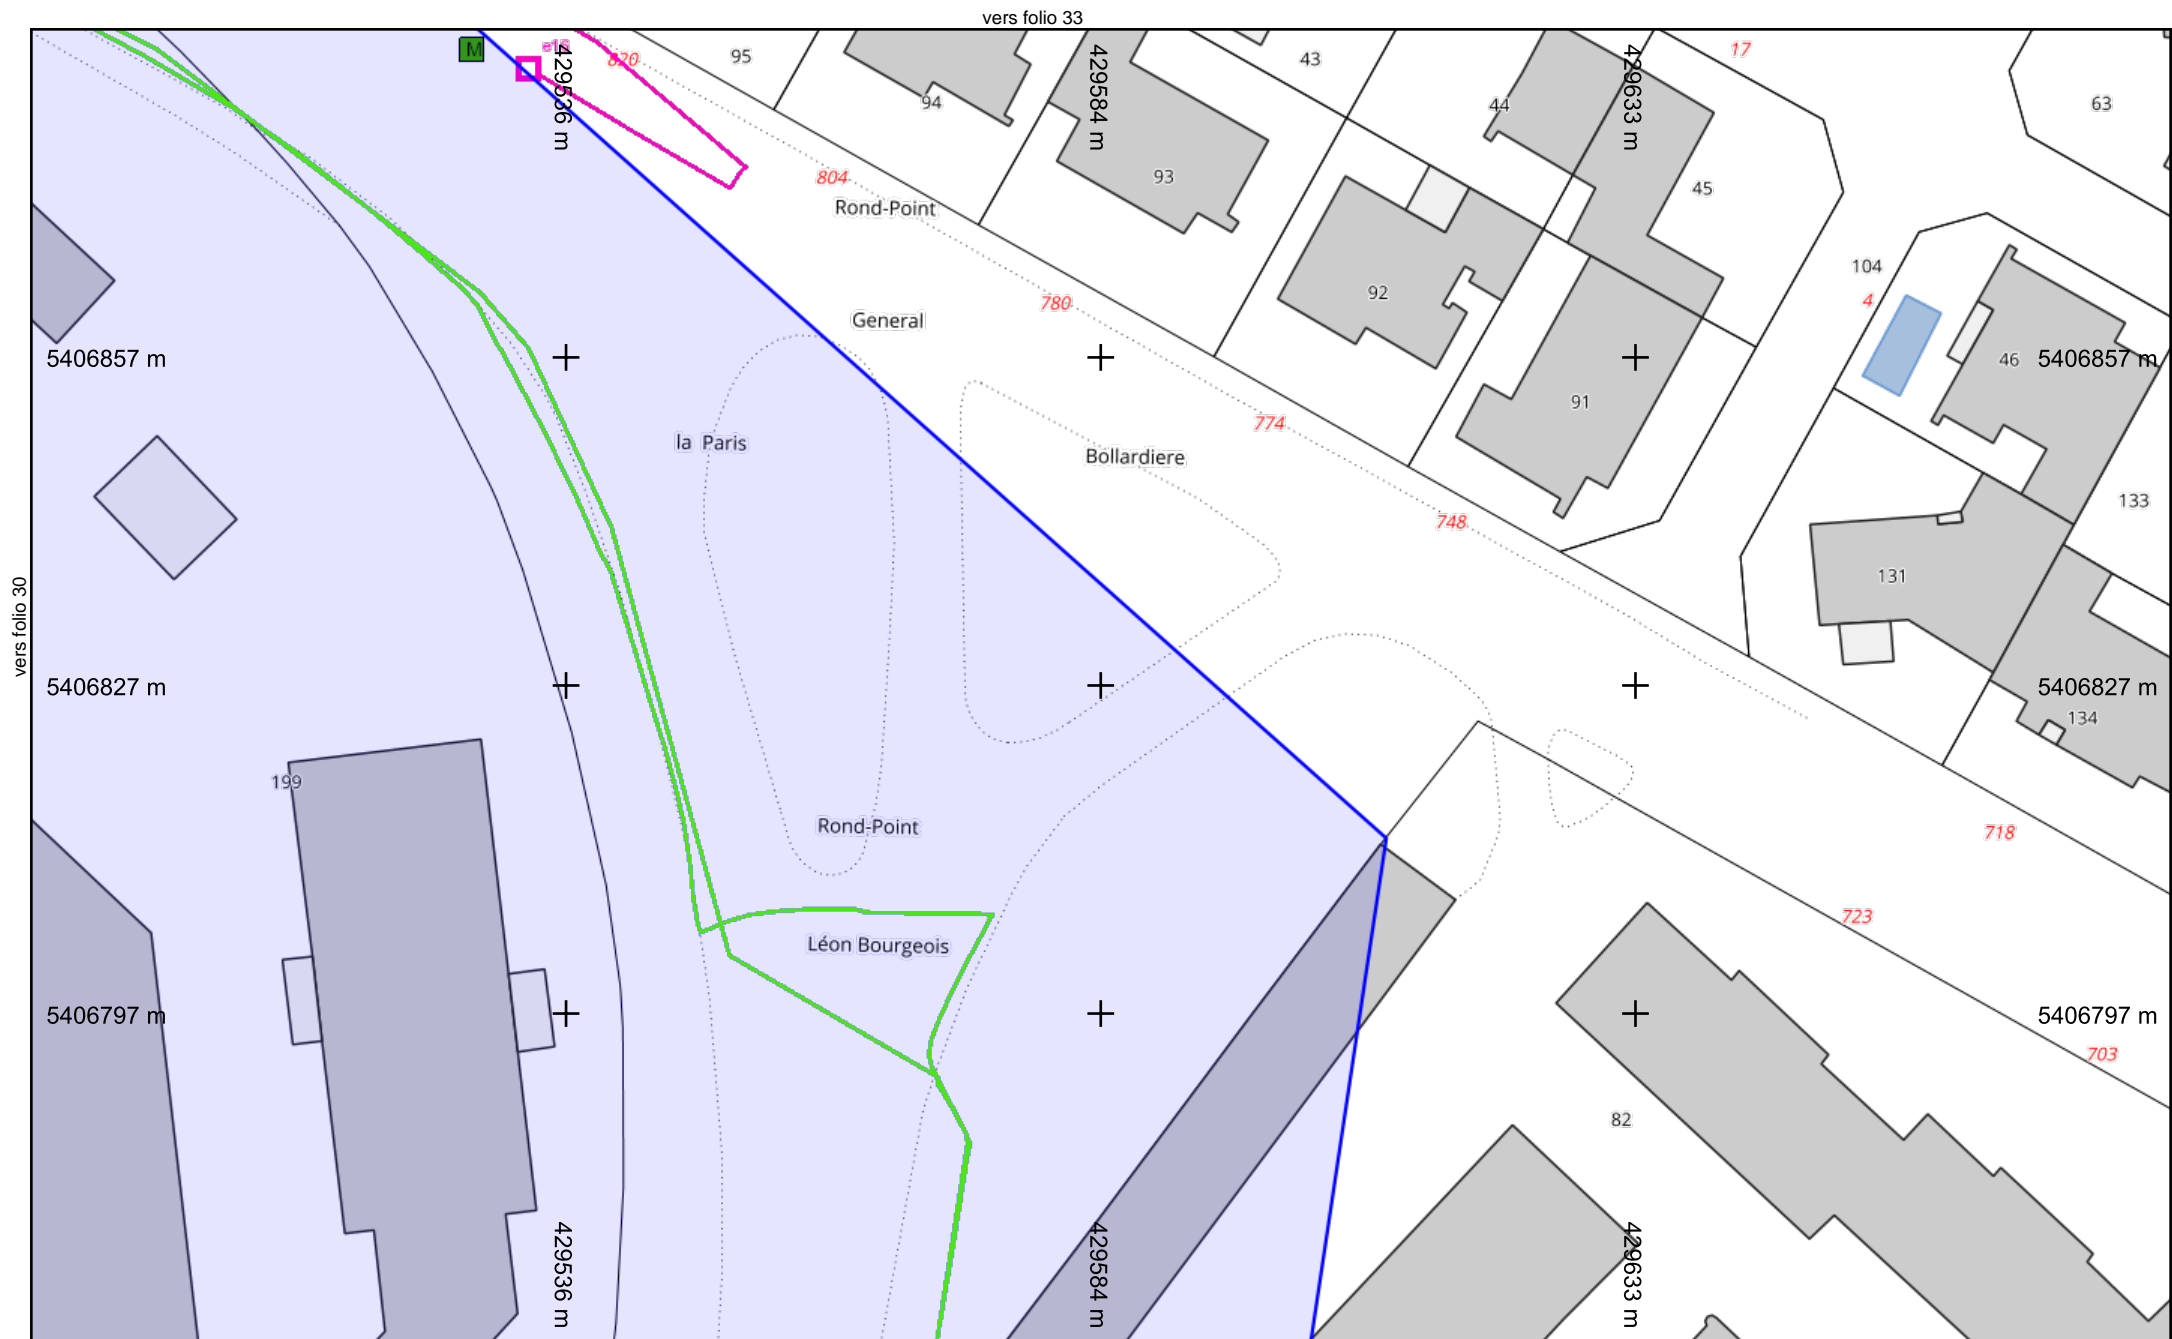 vers folio 33
M
e16
820
95
94
43
44
17
63
429536 m
429584 m
429633 m
804
93
45
Rond-Point
104
4
92
780
General
46
5406857 m
5406857 m
91
774
la Paris
Bollardiere
133
748
131
vers folio 30
5406827 m
5406827 m
134
199
Rond-Point
718
723
Léon Bourgeois
5406797 m
5406797 m
703
82
429536 m
429584 m
429633 m